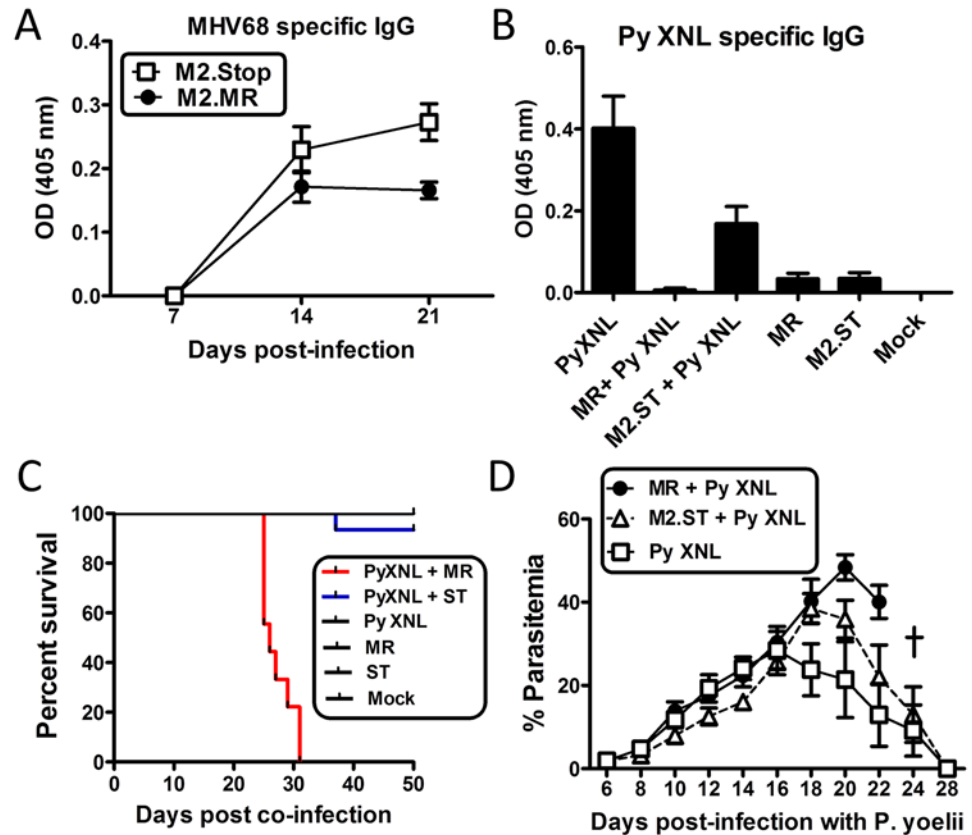 A
MHV68 specific IgG
OD (405 nm)
0.4
0.3
0.2
0.1
0.0
M2.Stop
M2.MR
7 14 21
Days post-infection
B
Py XNL specific IgG
OD (405 nm)
0.6
0.4
0.2
0.0
PyXNL
MR+ Py XNL
M2.ST + Py XNL
MR
M2.ST
Mock
C
Percent survival
100
80
60
40
20
0
PyXNL + MR
PyXNL + ST
Py XNL
MR
ST
Mock
0 10 20 30 40 50
Days post co-infection
D
MR + Py XNL
M2.ST + Py XNL
Py XNL
% Parasitemia
60
40
20
0
†
6 8 10 12 14 16 18 20 22 24 28
Days post-infection with P. yoelii